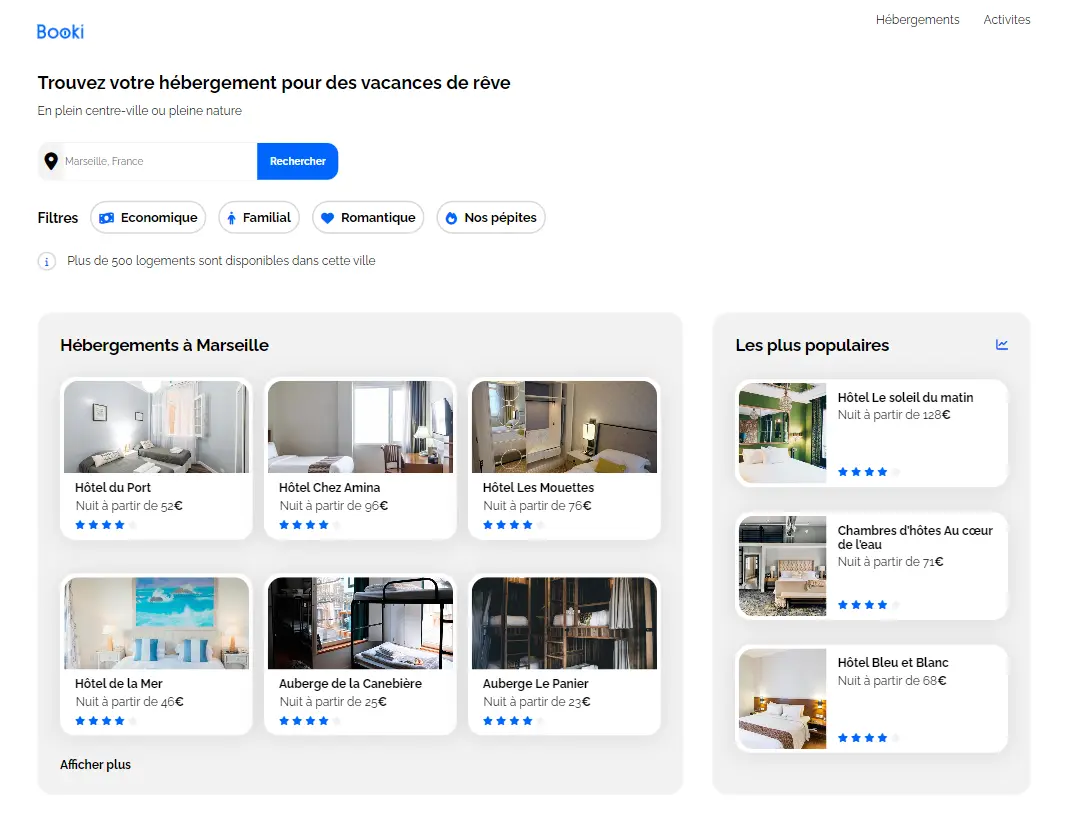 Booki
Hébergements
Activites
Trouvez votre hébergement pour des vacances de rêve
En plein centre-ville ou pleine nature
Marseille, France
Rechercher
Filtres
Economique
Familial
Romantique
Nos pépites
Plus de 500 logements sont disponibles dans cette ville
Hébergements à Marseille
Hôtel du Port
Nuit à partir de 52€
Hôtel Chez Amina
Nuit à partir de 96€
Hôtel Les Mouettes
Nuit à partir de 76€
Hôtel de la Mer
Nuit à partir de 46€
Auberge de la Canebière
Nuit à partir de 25€
Auberge Le Panier
Nuit à partir de 23€
Afficher plus
Les plus populaires
Hôtel Le soleil du matin
Nuit à partir de 128€
Chambres d'hôtes Au cœur
de l'eau
Nuit à partir de 71€
Hôtel Bleu et Blanc
Nuit à partir de 68€